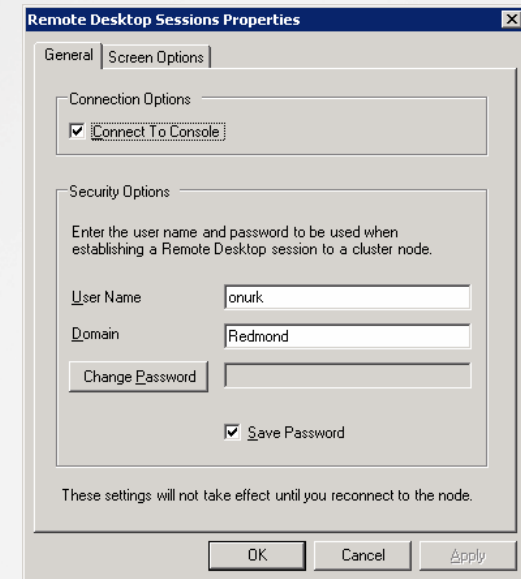 Remote Desktop Sessions Properties
General
Screen Options
Connection Options
Connect To Console
Security Options
Enter the user name and password to be used when
establishing a Remote Desktop session to a cluster node.
User Name
onurk
Domain
Redmond
Change Password
Save Password
These settings will not take effect until you reconnect to the node.
OK
Cancel
Apply